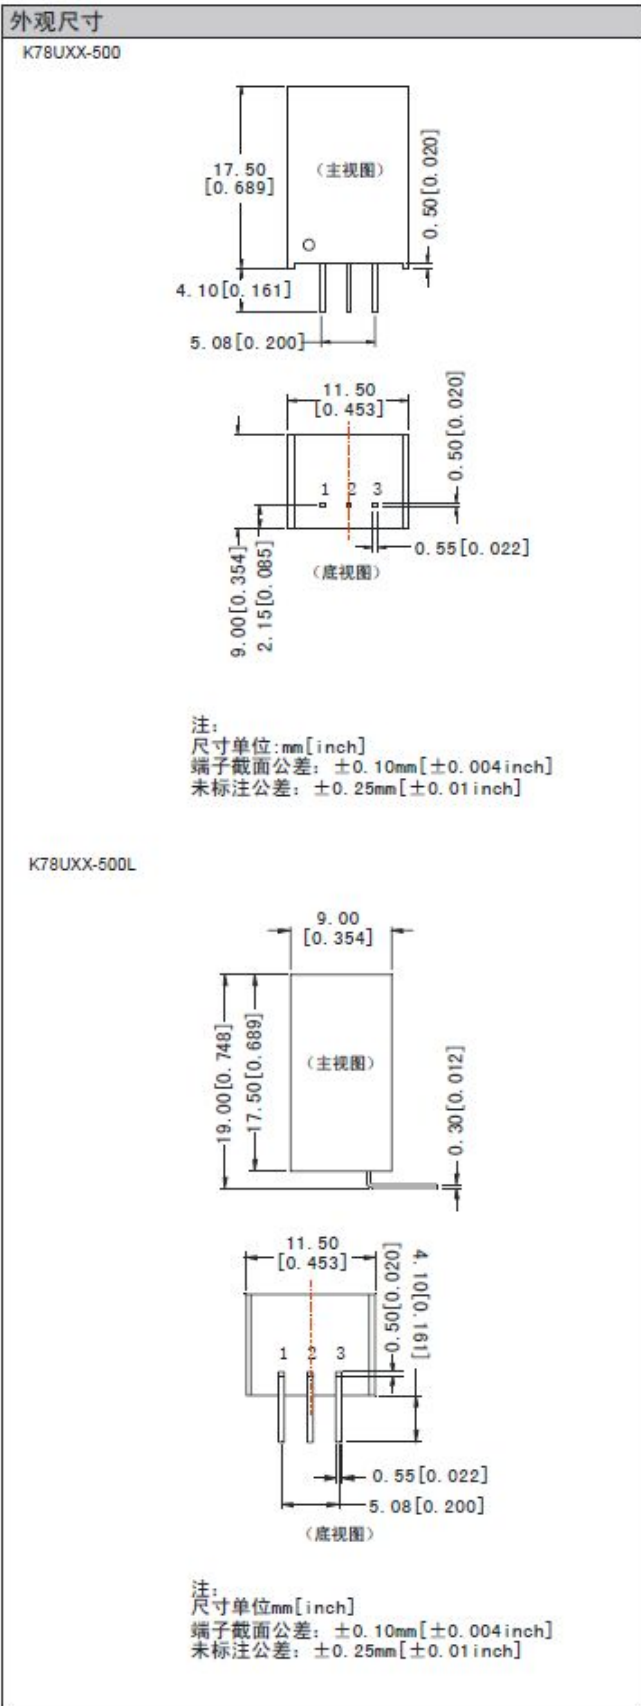 外观尺寸
K78UXX-500
17.50
[0.689]
(主视图)
0.50[0.020]
4.10[0.161]
5.08[0.200]
11.50
[0.453]
0.50[0.020]
1 2 3
0.55[0.022]
(底视图)
9.00[0.354]
2.15[0.085]
注:
尺寸单位:mm[inch]
端子截面公差: ±0.10mm[±0.004inch]
未标注公差: ±0.25mm[±0.01inch]
K78UXX-500L
9.00
[0.354]
19.00[0.748]
17.50[0.689]
(主视图)
0.30[0.012]
11.50
[0.453]
0.50[0.020]
4.10[0.161]
1 2 3
0.55[0.022]
5.08[0.200]
(底视图)
注:
尺寸单位mm[inch]
端子截面公差: ±0.10mm[±0.004inch]
未标注公差: ±0.25mm[±0.01inch]